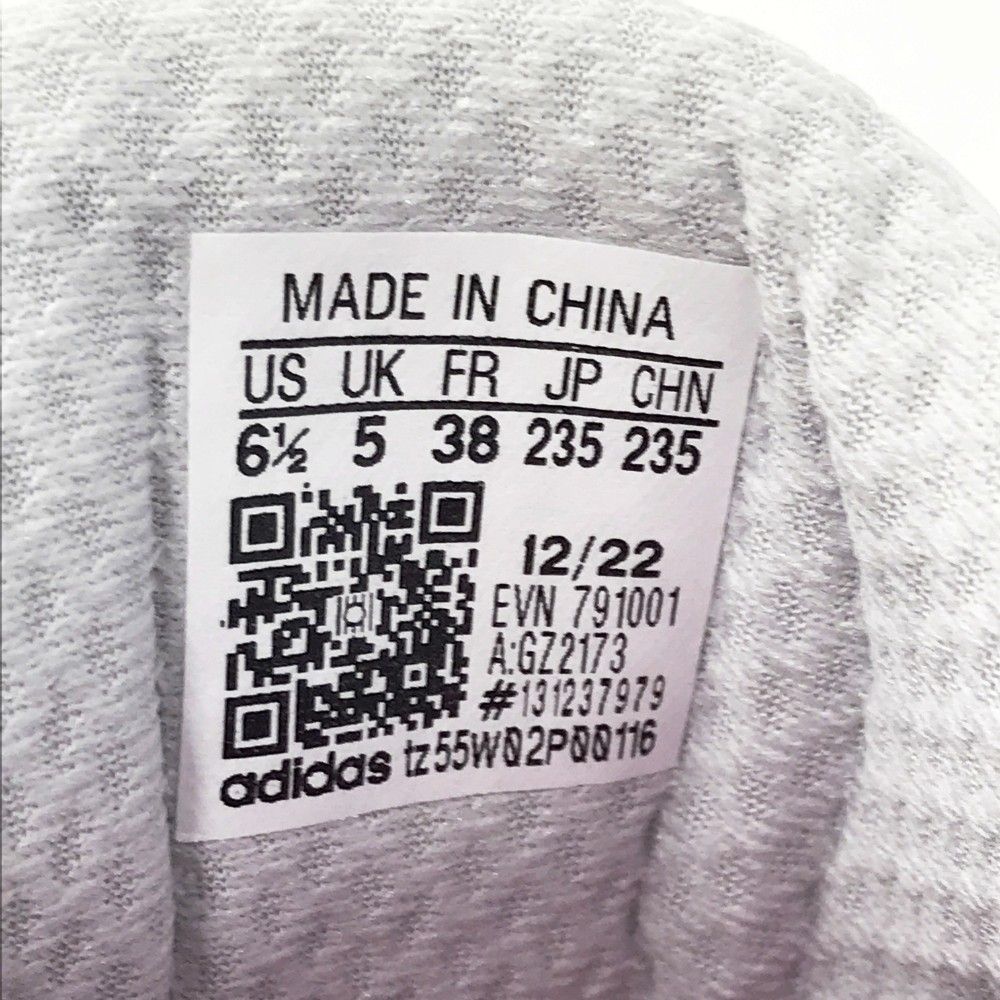 MADE IN CHINA
US UK FR JP CHN
6½ 5 38 235 235
12/22
EVN 791001
A:GZ2173
#131237979
adidas tz55W02P00116